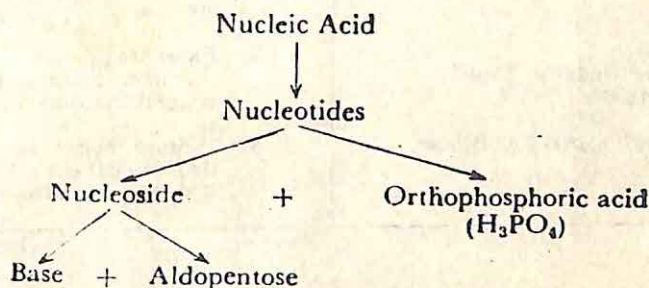 Nucleic Acid
Nucleotides
Nucleoside + Orthophosphoric acid
(H₃PO₄)
Base + Aldopentose